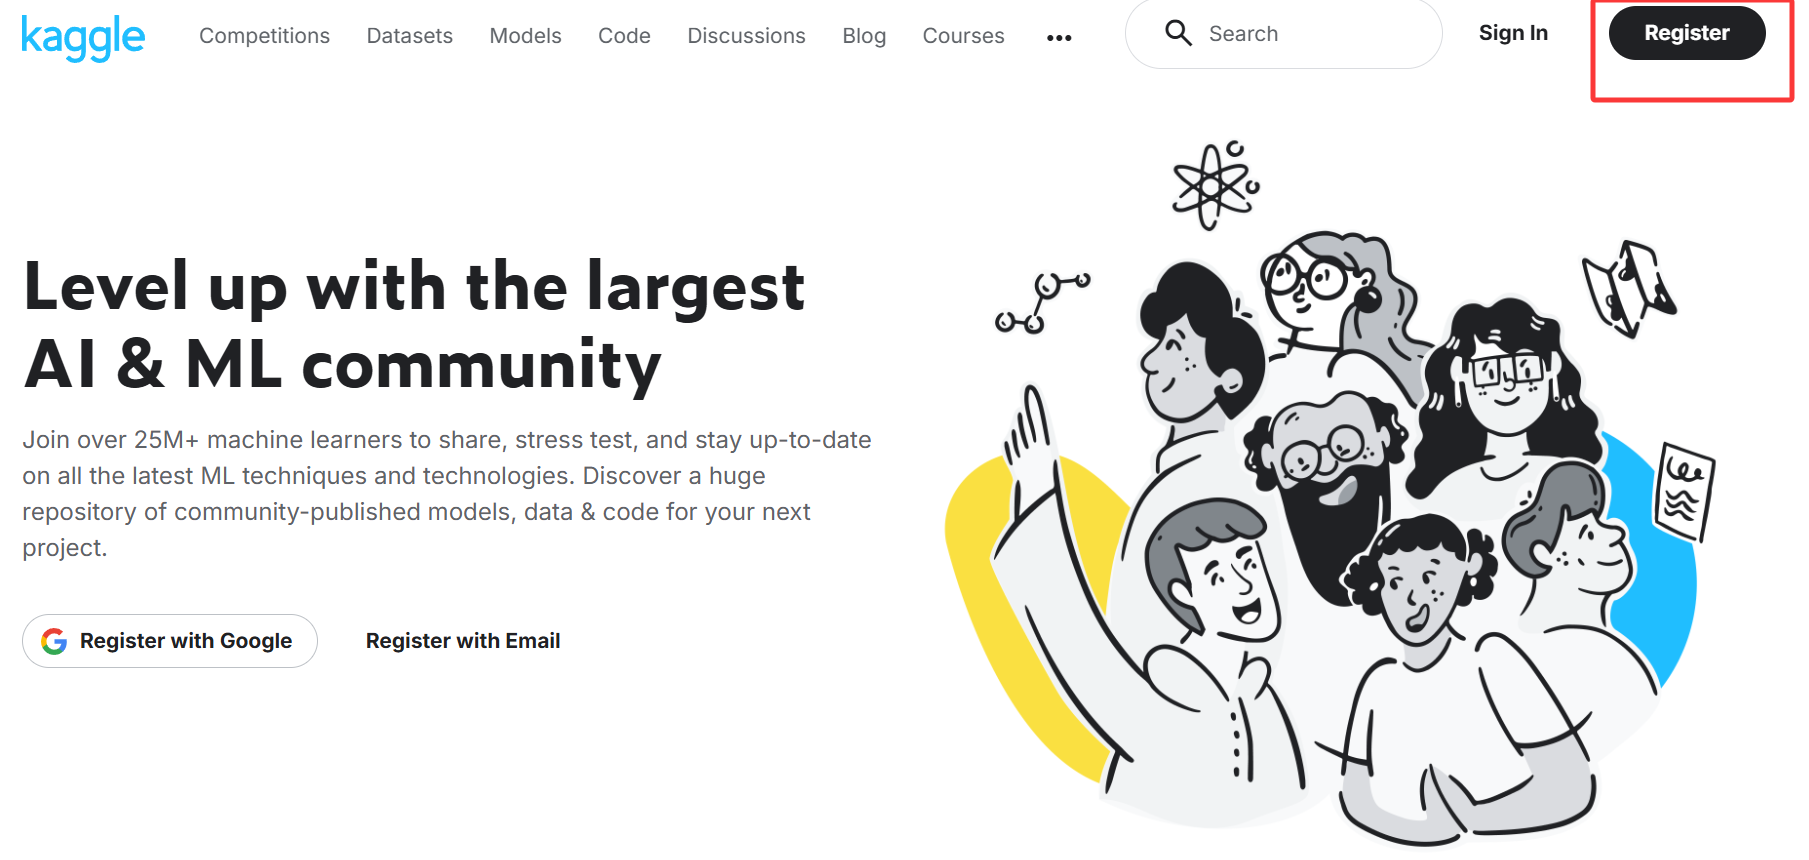 kaggle Competitions Datasets Models Code Discussions Blog Courses ••• Search Sign In Register
Level up with the largest
AI & ML community
Join over 25M+ machine learners to share, stress test, and stay up-to-date
on all the latest ML techniques and technologies. Discover a huge
repository of community-published models, data & code for your next
project.
Register with Google Register with Email